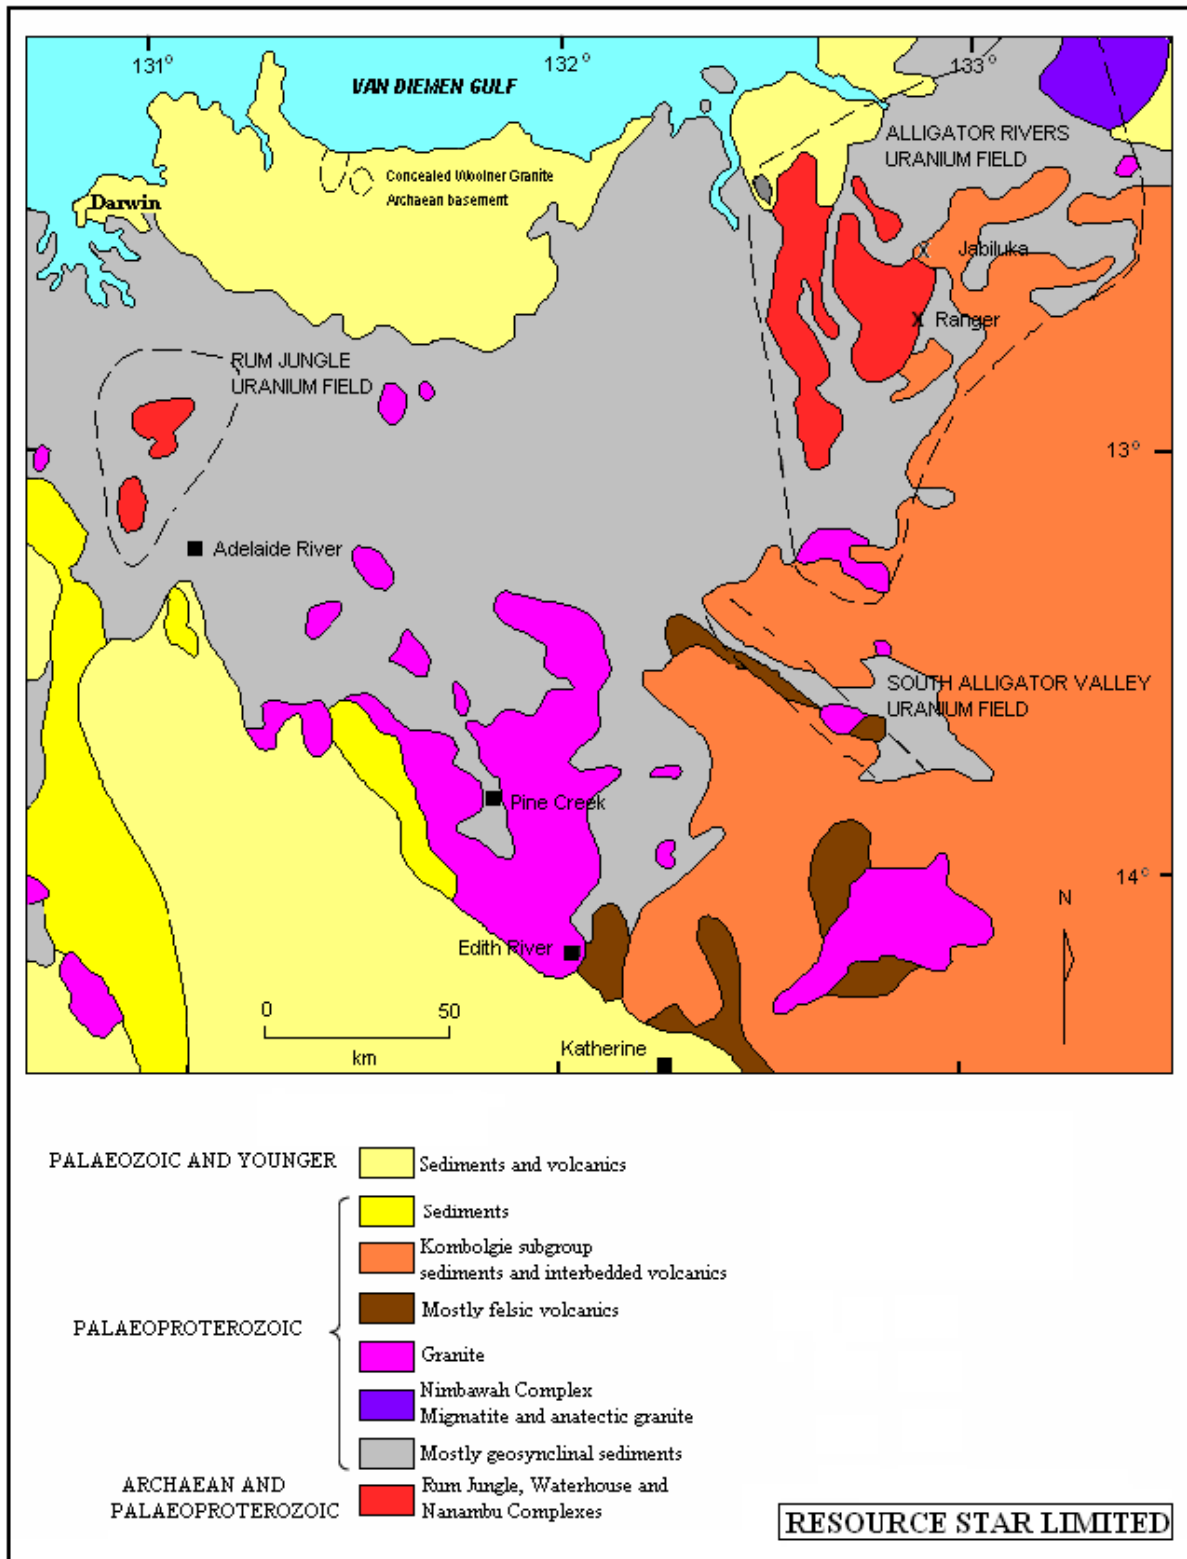 131°
132°
133°
VAN DIEMEN GULF
ALLIGATOR RIVERS
URANIUM FIELD
Concealed Woolner Granite
Archaean basement
Darwin
X Jabiluka
X Ranger
RUM JUNGLE
URANIUM FIELD
13°
Adelaide River
SOUTH ALLIGATOR VALLEY
URANIUM FIELD
Pine Creek
14°
N
Edith River
0 50
km
Katherine
PALAEOZOIC AND YOUNGER
Sediments and volcanics
Sediments
Kombolgie subgroup
sediments and interbedded volcanics
Mostly felsic volcanics
PALAEOPROTEROZOIC
Granite
Nimbawah Complex
Migmatite and anatectic granite
Mostly geosynclinal sediments
ARCHAEAN AND
PALAEOPROTEROZOIC
Rum Jungle, Waterhouse and
Nanambu Complexes
RESOURCE STAR LIMITED